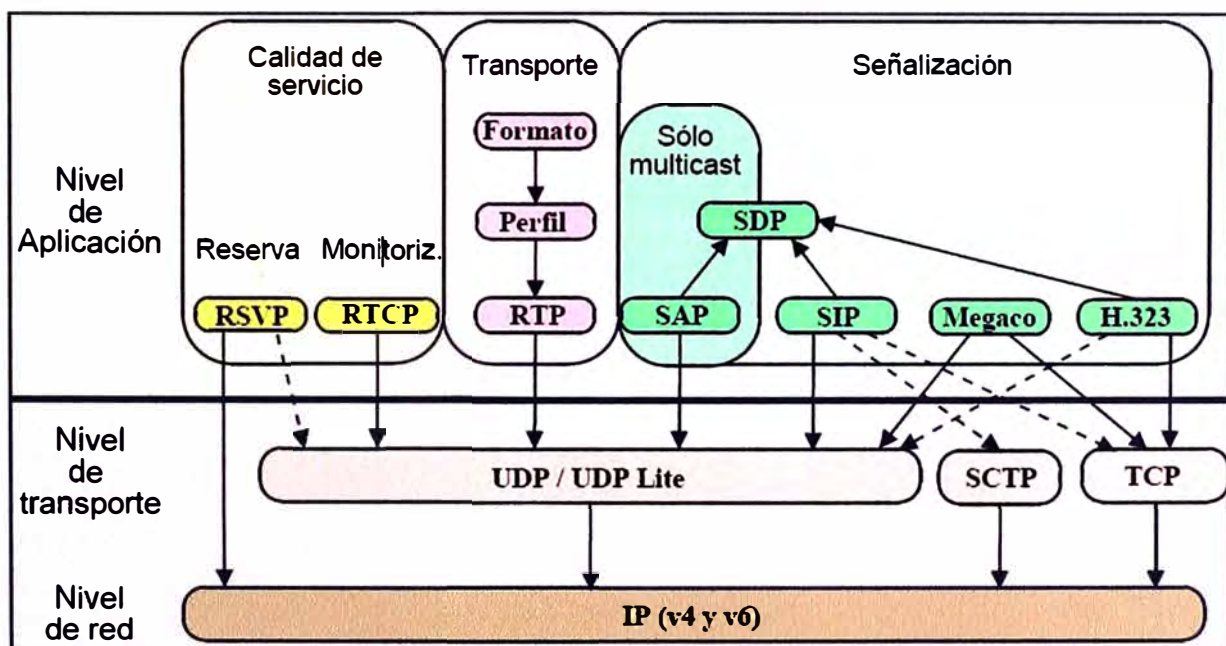 Calidad de
servicio
Transporte
Señalización
Formato
Sólo
multicast
Nivel
de
Aplicación
Perfil
SDP
Reserva
Monitoriz.
RSVP
RTCP
RTP
SAP
SIP
Megaco
H.323
Nivel
de
transporte
UDP / UDP Lite
SCTP
TCP
Nivel
de red
IP (v4 y v6)